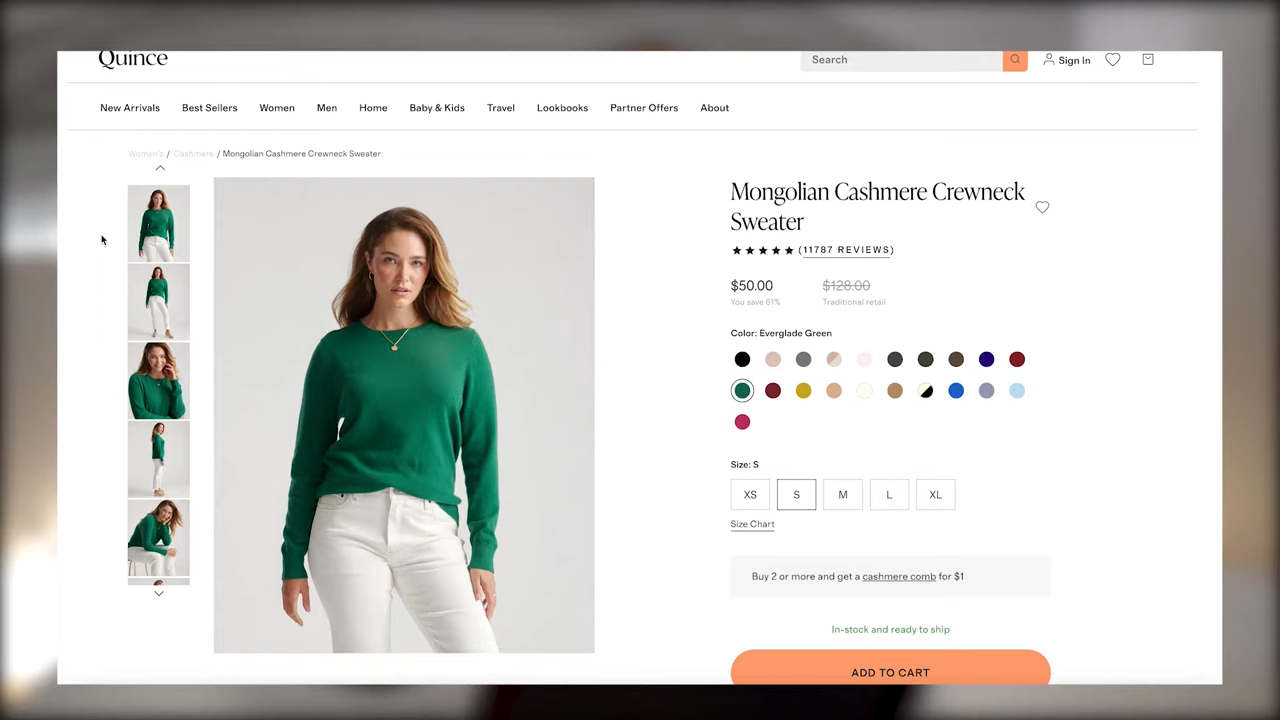 Quince
Search
Sign In
New Arrivals Best Sellers Women Men Home Baby & Kids Travel Lookbooks Partner Offers About
Women's / Cashmere / Mongolian Cashmere Crewneck Sweater
Mongolian Cashmere Crewneck
Sweater
(11787 REVIEWS)
$50.00 $128.00
You save 61% Traditional retail
Color: Everglade Green
Size: S
XS S M L XL
Size Chart
Buy 2 or more and get a cashmere comb for $1
In-stock and ready to ship
ADD TO CART